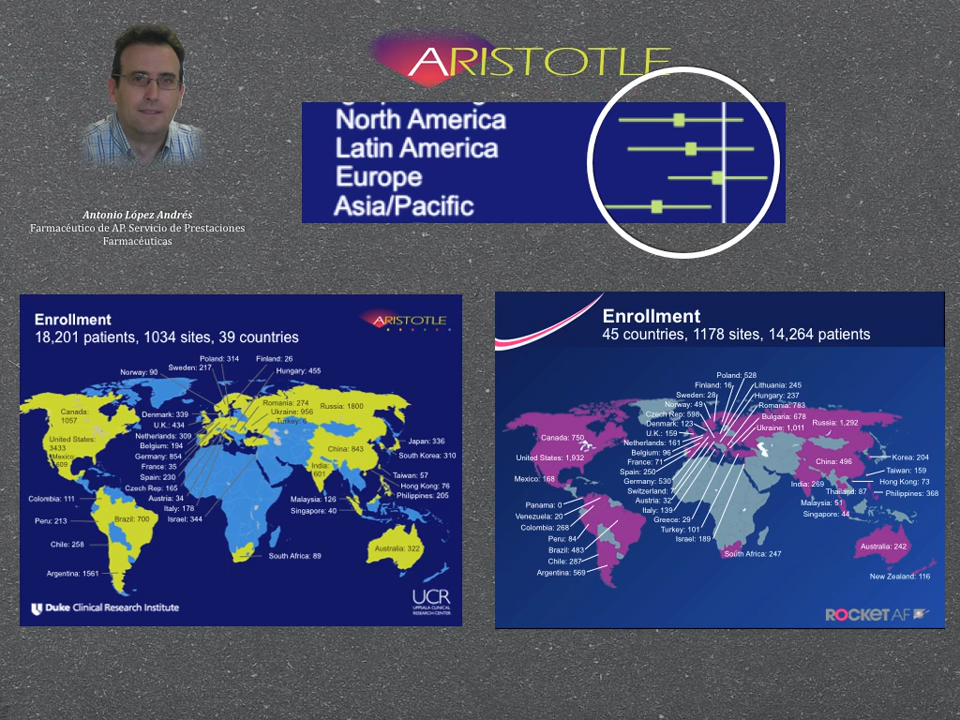 ARISTOTLE
North America
Latin America
Europe
Asia/Pacific
Antonio López Andrés
Farmacéutico de AP. Servicio de Prestaciones
Farmacéuticas
Enrollment
18,201 patients, 1034 sites, 39 countries
ARISTOTLE
Poland: 314
Finland: 26
Sweden: 217
Norway: 90
Hungary: 455
Romania: 274
Ukraine: 956
Turkey: 6
Russia: 1800
Canada:
1057
Denmark: 339
U.K.: 434
Netherlands: 309
Belgium: 194
Germany: 854
France: 35
Spain: 230
Czech Rep: 165
Austria: 34
Italy: 178
Israel: 344
United States:
3433
Mexico:
609
China: 843
India:
601
Japan: 336
South Korea: 310
Taiwan: 57
Hong Kong: 76
Philippines: 205
Malaysia: 126
Singapore: 40
Colombia: 111
Peru: 213
Brazil: 700
Chile: 258
Argentina: 1561
South Africa: 89
Australia: 322
Duke Clinical Research Institute
UCR
UPPSALA CLINICAL
RESEARCH CENTER
Enrollment
45 countries, 1178 sites, 14,264 patients
Poland: 528
Finland: 16
Lithuania: 245
Sweden: 28
Hungary: 237
Norway: 49
Romania: 783
Czech Rep: 598
Bulgaria: 678
Denmark: 123
Ukraine: 1,011
Russia: 1,292
U.K.: 159
Canada: 750
Netherlands: 161
Belgium: 96
France: 71
United States: 1,932
Spain: 250
Germany: 530
Switzerland: 7
Austria: 32
Italy: 139
Greece: 29
Turkey: 101
Israel: 189
Mexico: 168
China: 496
Korea: 204
Taiwan: 159
India: 269
Hong Kong: 73
Thailand: 87
Philippines: 368
Malaysia: 51
Singapore: 44
Panama: 0
Venezuela: 20
Colombia: 268
Peru: 84
Brazil: 483
Chile: 287
Argentina: 569
South Africa: 247
Australia: 242
New Zealand: 116
ROCKET AF